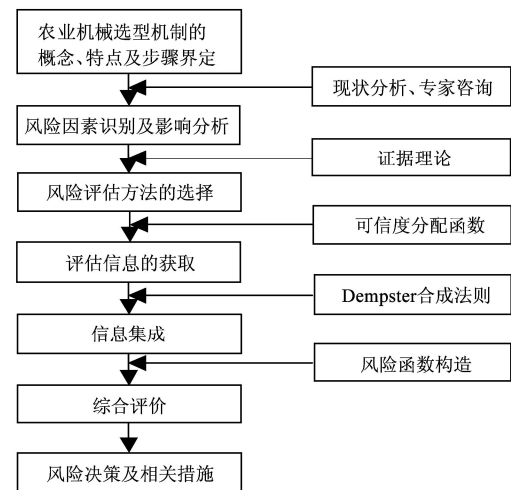 农业机械选型机制的
概念、特点及步骤界定
现状分析、专家咨询
风险因素识别及影响分析
证据理论
风险评估方法的选择
可信度分配函数
评估信息的获取
Dempster合成法则
信息集成
风险函数构造
综合评价
风险决策及相关措施